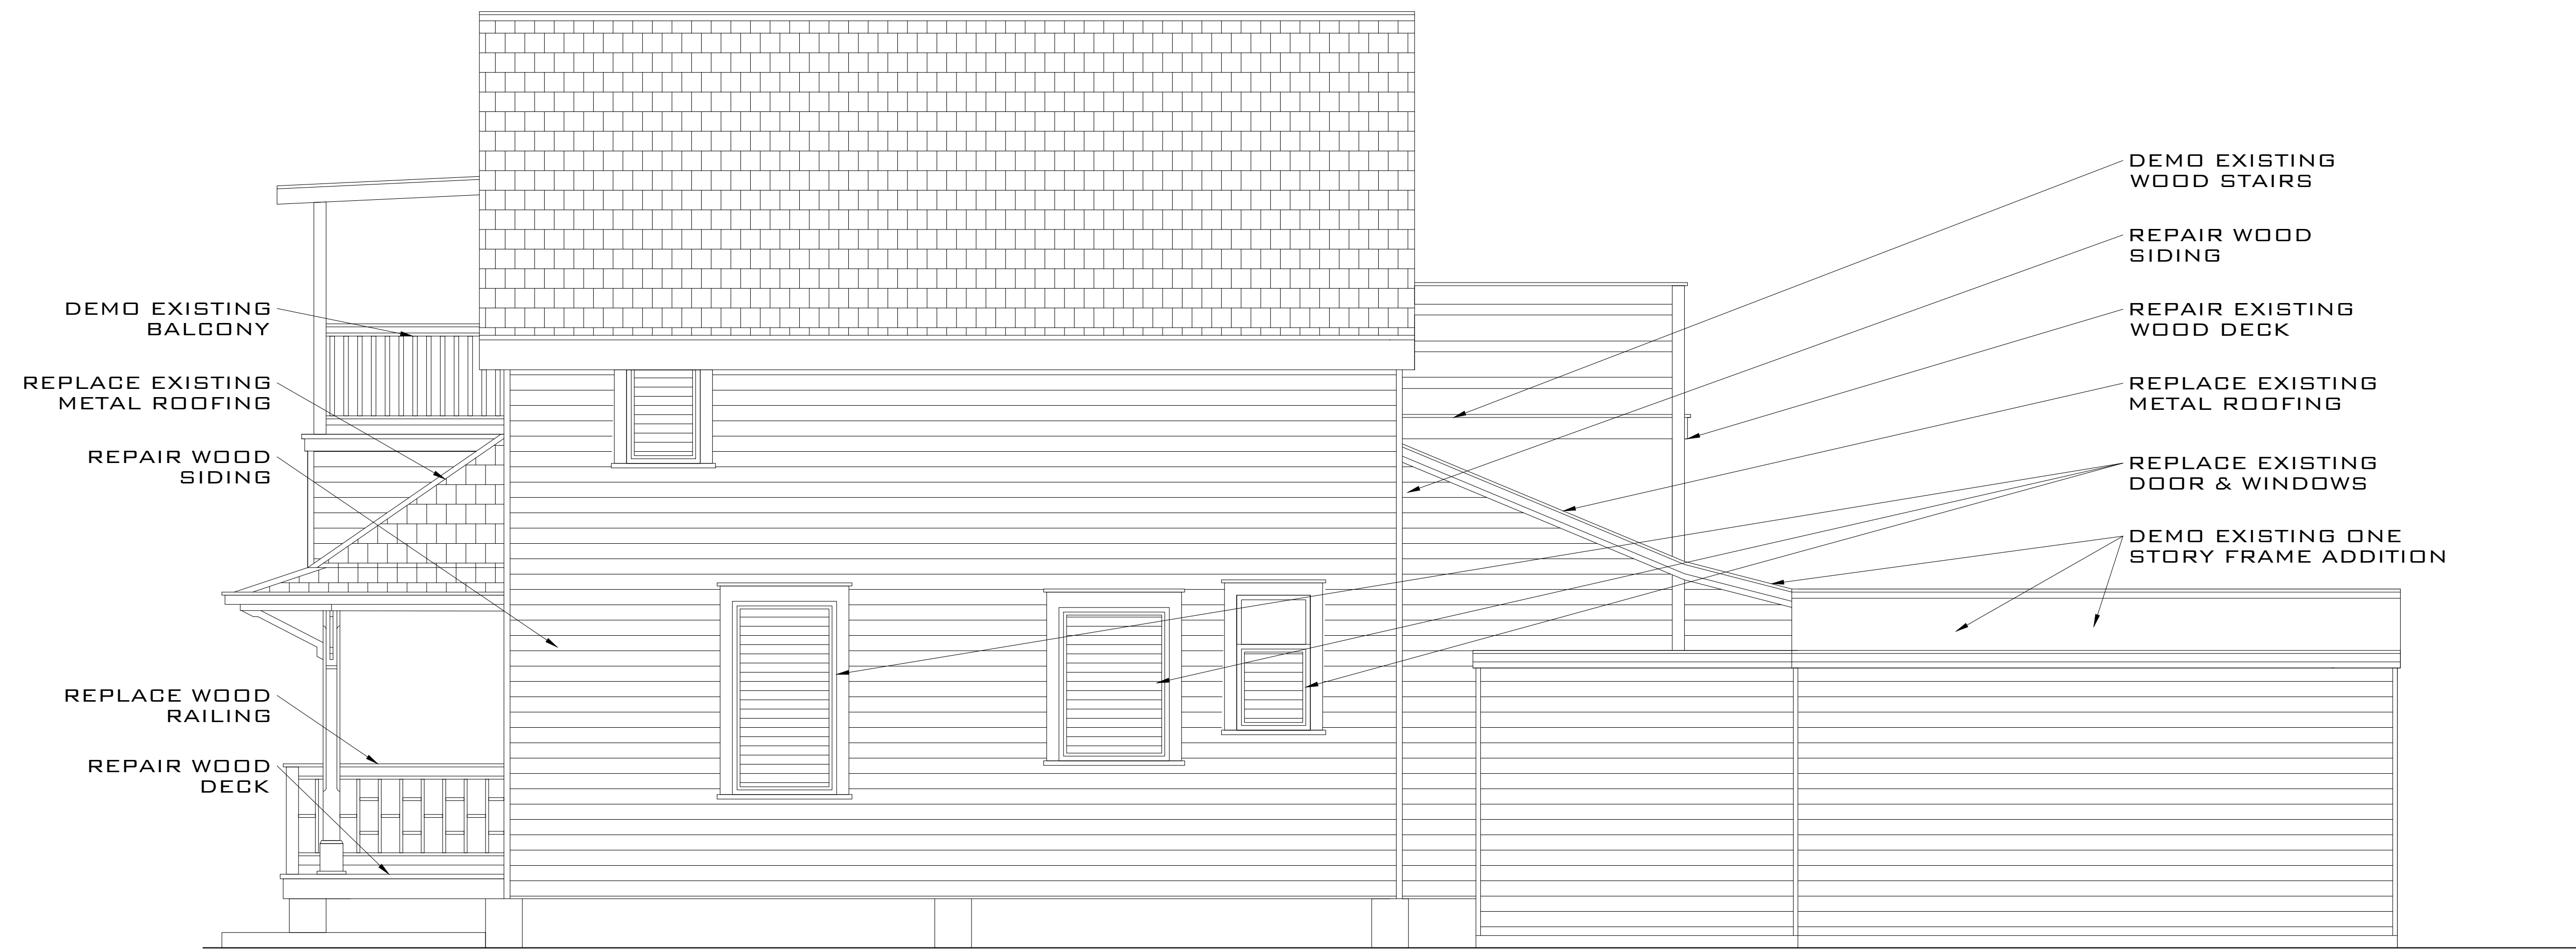 DEMO EXISTING
BALCONY
REPLACE EXISTING
METAL ROOFING
REPAIR WOOD
SIDING
REPLACE WOOD
RAILING
REPAIR WOOD
DECK
DEMO EXISTING
WOOD STAIRS
REPAIR WOOD
SIDING
REPAIR EXISTING
WOOD DECK
REPLACE EXISTING
METAL ROOFING
REPLACE EXISTING
DOOR & WINDOWS
DEMO EXISTING ONE
STORY FRAME ADDITION